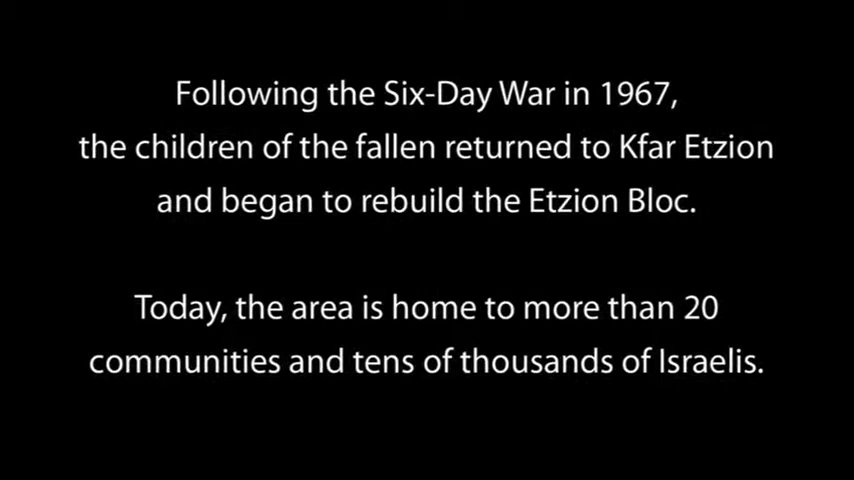 Following the Six-Day War in 1967,
the children of the fallen returned to Kfar Etzion
and began to rebuild the Etzion Bloc.
Today, the area is home to more than 20
communities and tens of thousands of Israelis.